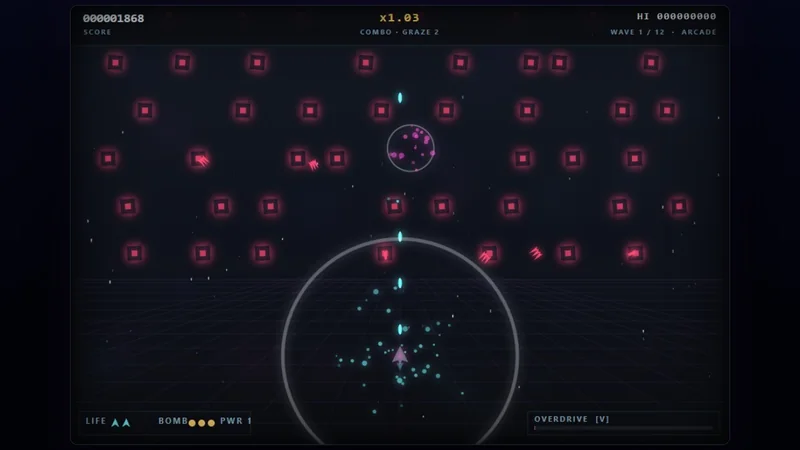 000001868
SCORE
x1.03
COMBO · GRAZE 2
HI 000000000
WAVE 1 / 12 · ARCADE
LIFE
BOMB
PWR 1
OVERDRIVE [V]